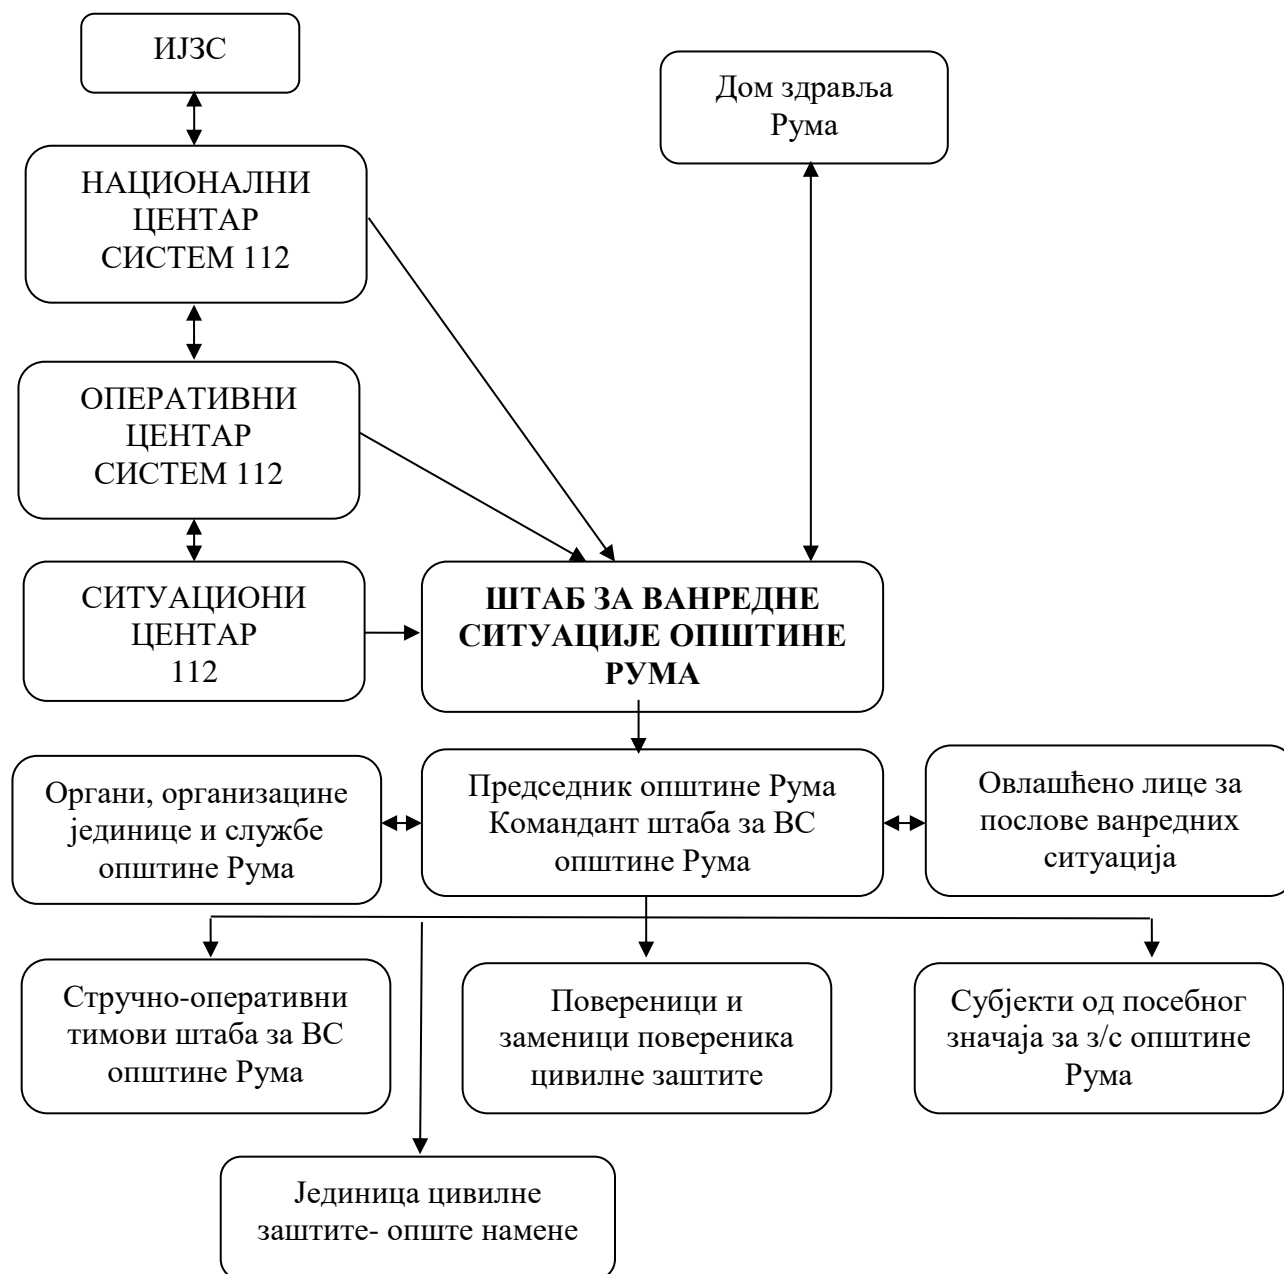 ИЈЗС
Дом здравља
Рума
НАЦИОНАЛНИ
ЦЕНТАР
СИСТЕМ 112
ОПЕРАТИВНИ
ЦЕНТАР
СИСТЕМ 112
СИТУАЦИОНИ
ЦЕНТАР
112
ШТАБ ЗА ВАНРЕДНЕ
СИТУАЦИЈЕ ОПШТИНЕ
РУМА
Органи, организацине
јединице и службе
општине Рума
Председник општине Рума
Командант штаба за ВС
општине Рума
Овлашћено лице за
послове ванредних
ситуација
Стручно-оперативни
тимови штаба за ВС
општине Рума
Повереници и
заменици повереника
цивилне заштите
Субјекти од посебног
значаја за з/с општине
Рума
Јединица цивилне
заштите- опште намене